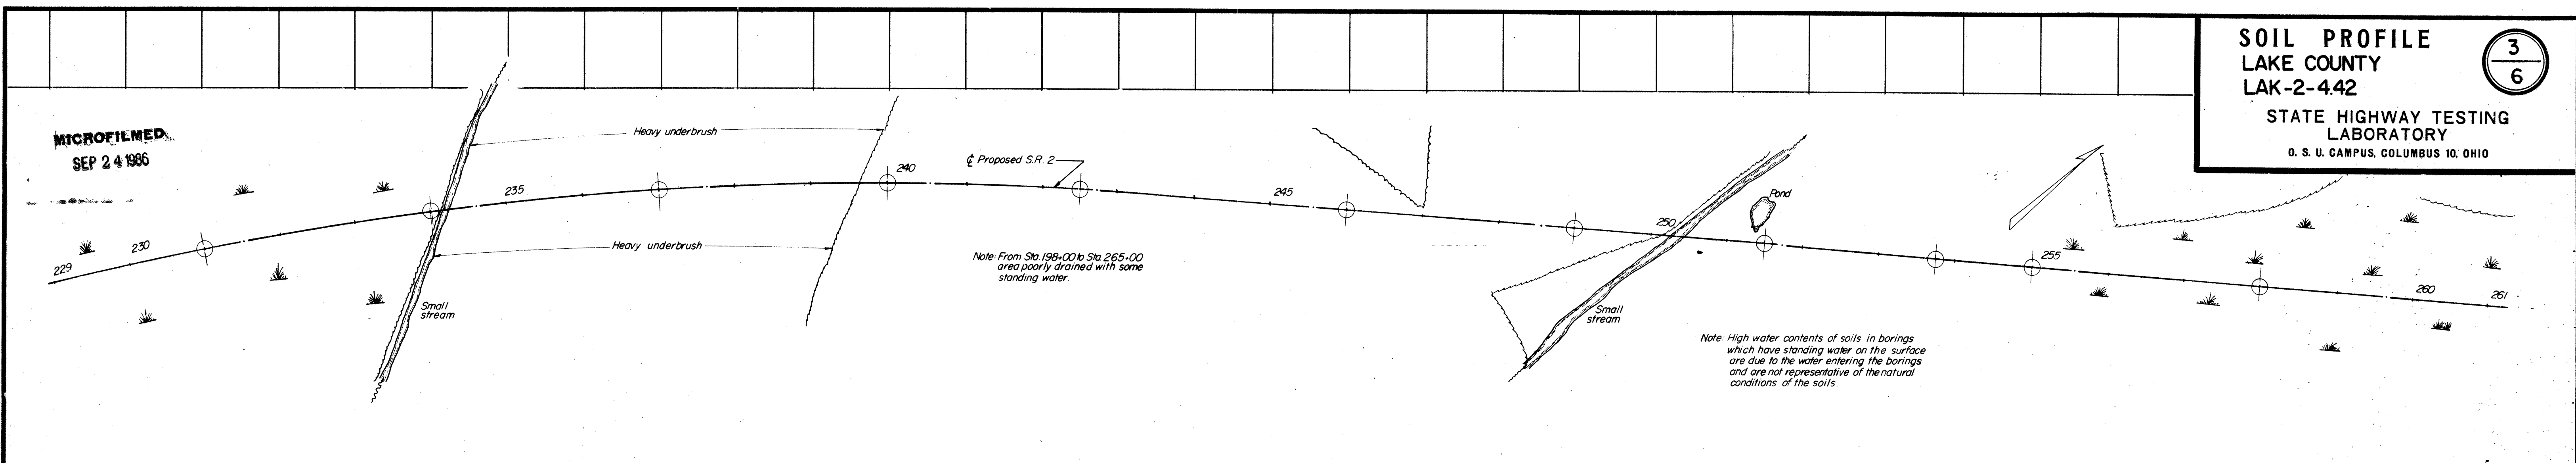 SOIL PROFILE
LAKE COUNTY
LAK-2-4.42
3
6
STATE HIGHWAY TESTING
LABORATORY
O. S. U. CAMPUS, COLUMBUS 10, OHIO
MICROFILMED
SEP 24 1986
Heavy underbrush
℄ Proposed S.R. 2
229
230
235
240
245
250
255
260
261
Pond
Heavy underbrush
Note: From Sta. 198+00 to Sta. 265+00
area poorly drained with some
standing water.
Small
stream
Small
stream
Note: High water contents of soils in borings
which have standing water on the surface
are due to the water entering the borings
and are not representative of the natural
conditions of the soils.